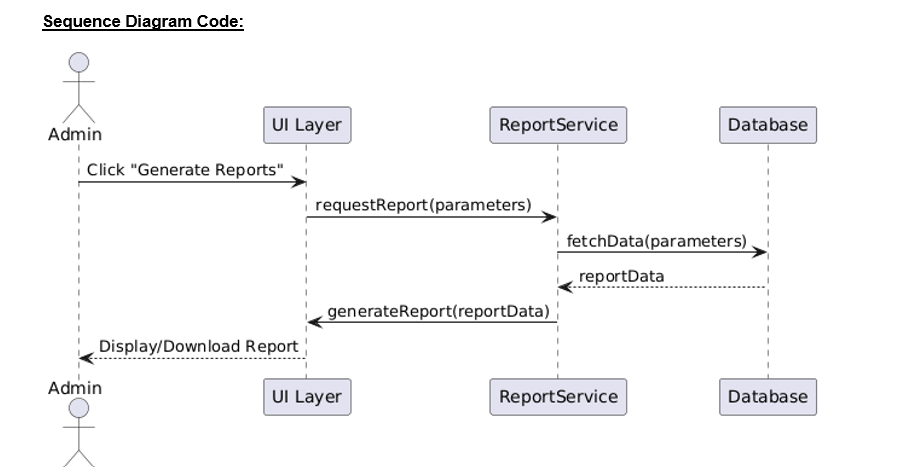 Sequence Diagram Code:
Admin
UI Layer
ReportService
Database
Click "Generate Reports"
requestReport(parameters)
fetchData(parameters)
reportData
generateReport(reportData)
Display/Download Report
Admin
UI Layer
ReportService
Database